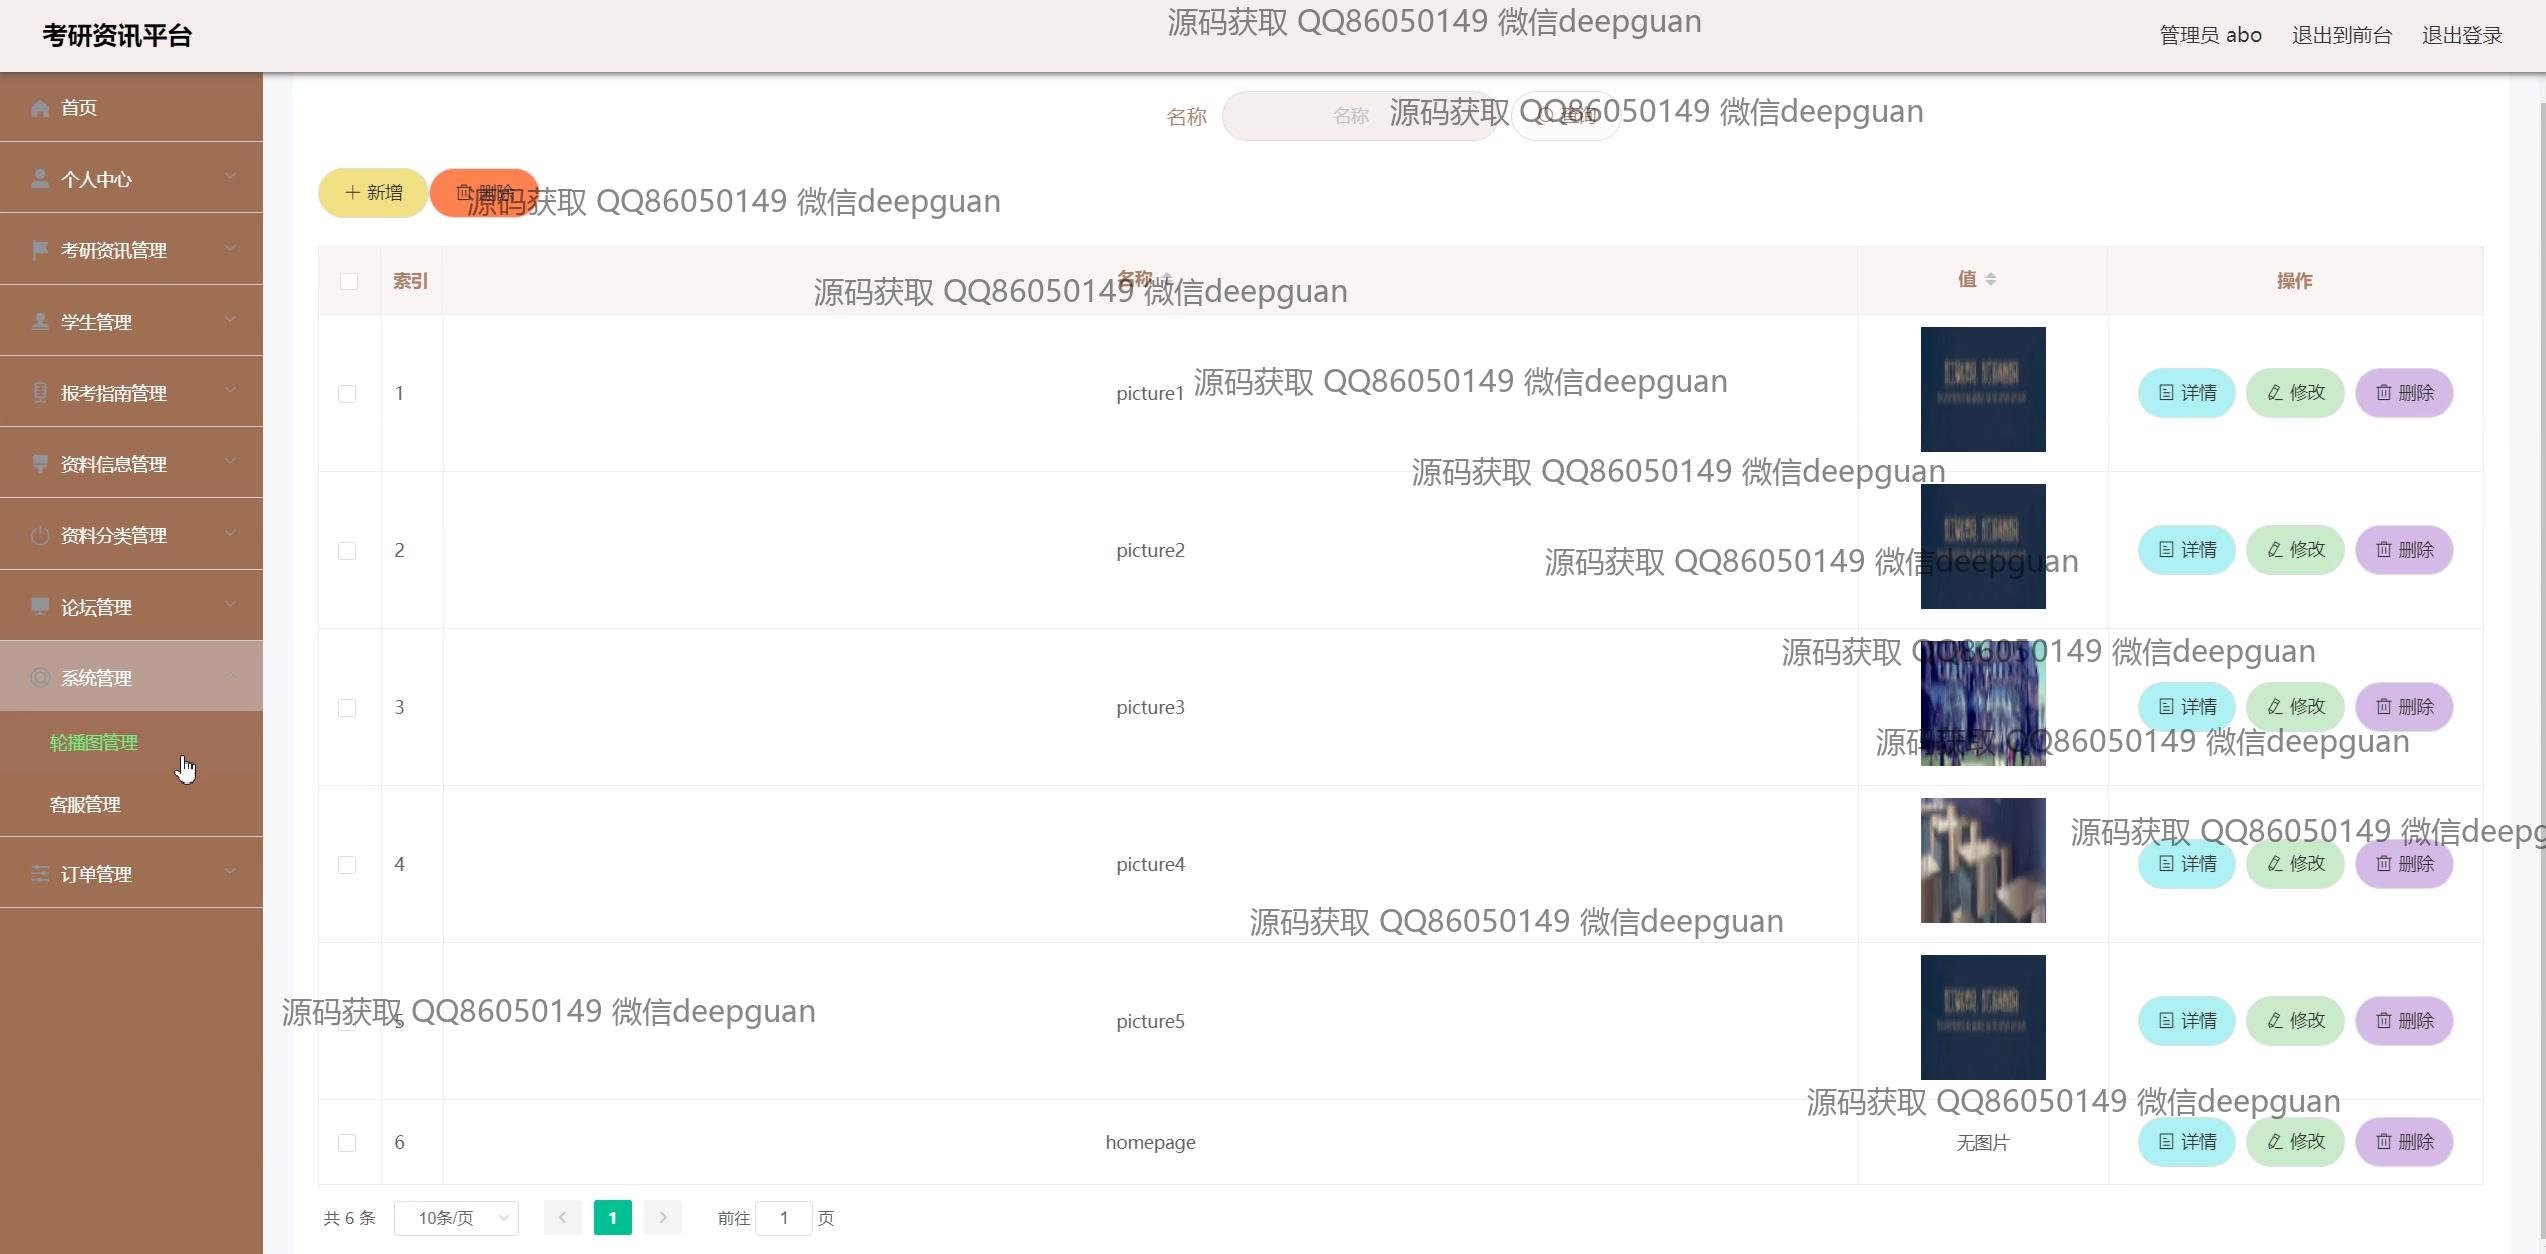 考研资讯平台
源码获取 QQ86050149 微信deepguan
管理员 abo 退出到前台 退出登录
首页
个人中心
考研资讯管理
学生管理
报考指南管理
资料信息管理
资料分类管理
论坛管理
系统管理
轮播图管理
客服管理
订单管理
名称 名称 查询
源码获取 QQ86050149 微信deepguan
新增 删除
源码获取 QQ86050149 微信deepguan
索引 名称 值 操作
源码获取 QQ86050149 微信deepguan
1 picture1 详情 修改 删除
源码获取 QQ86050149 微信deepguan
源码获取 QQ86050149 微信deepguan
2 picture2 详情 修改 删除
源码获取 QQ86050149 微信deepguan
源码获取 QQ86050149 微信deepguan
3 picture3 详情 修改 删除
源码获取 QQ86050149 微信deepguan
源码获取 QQ86050149 微信deepg
4 picture4 详情 修改 删除
源码获取 QQ86050149 微信deepguan
源码获取 QQ86050149 微信deepguan
5 picture5 详情 修改 删除
源码获取 QQ86050149 微信deepguan
6 homepage 无图片 详情 修改 删除
共 6 条 10条/页 1 前往 1 页